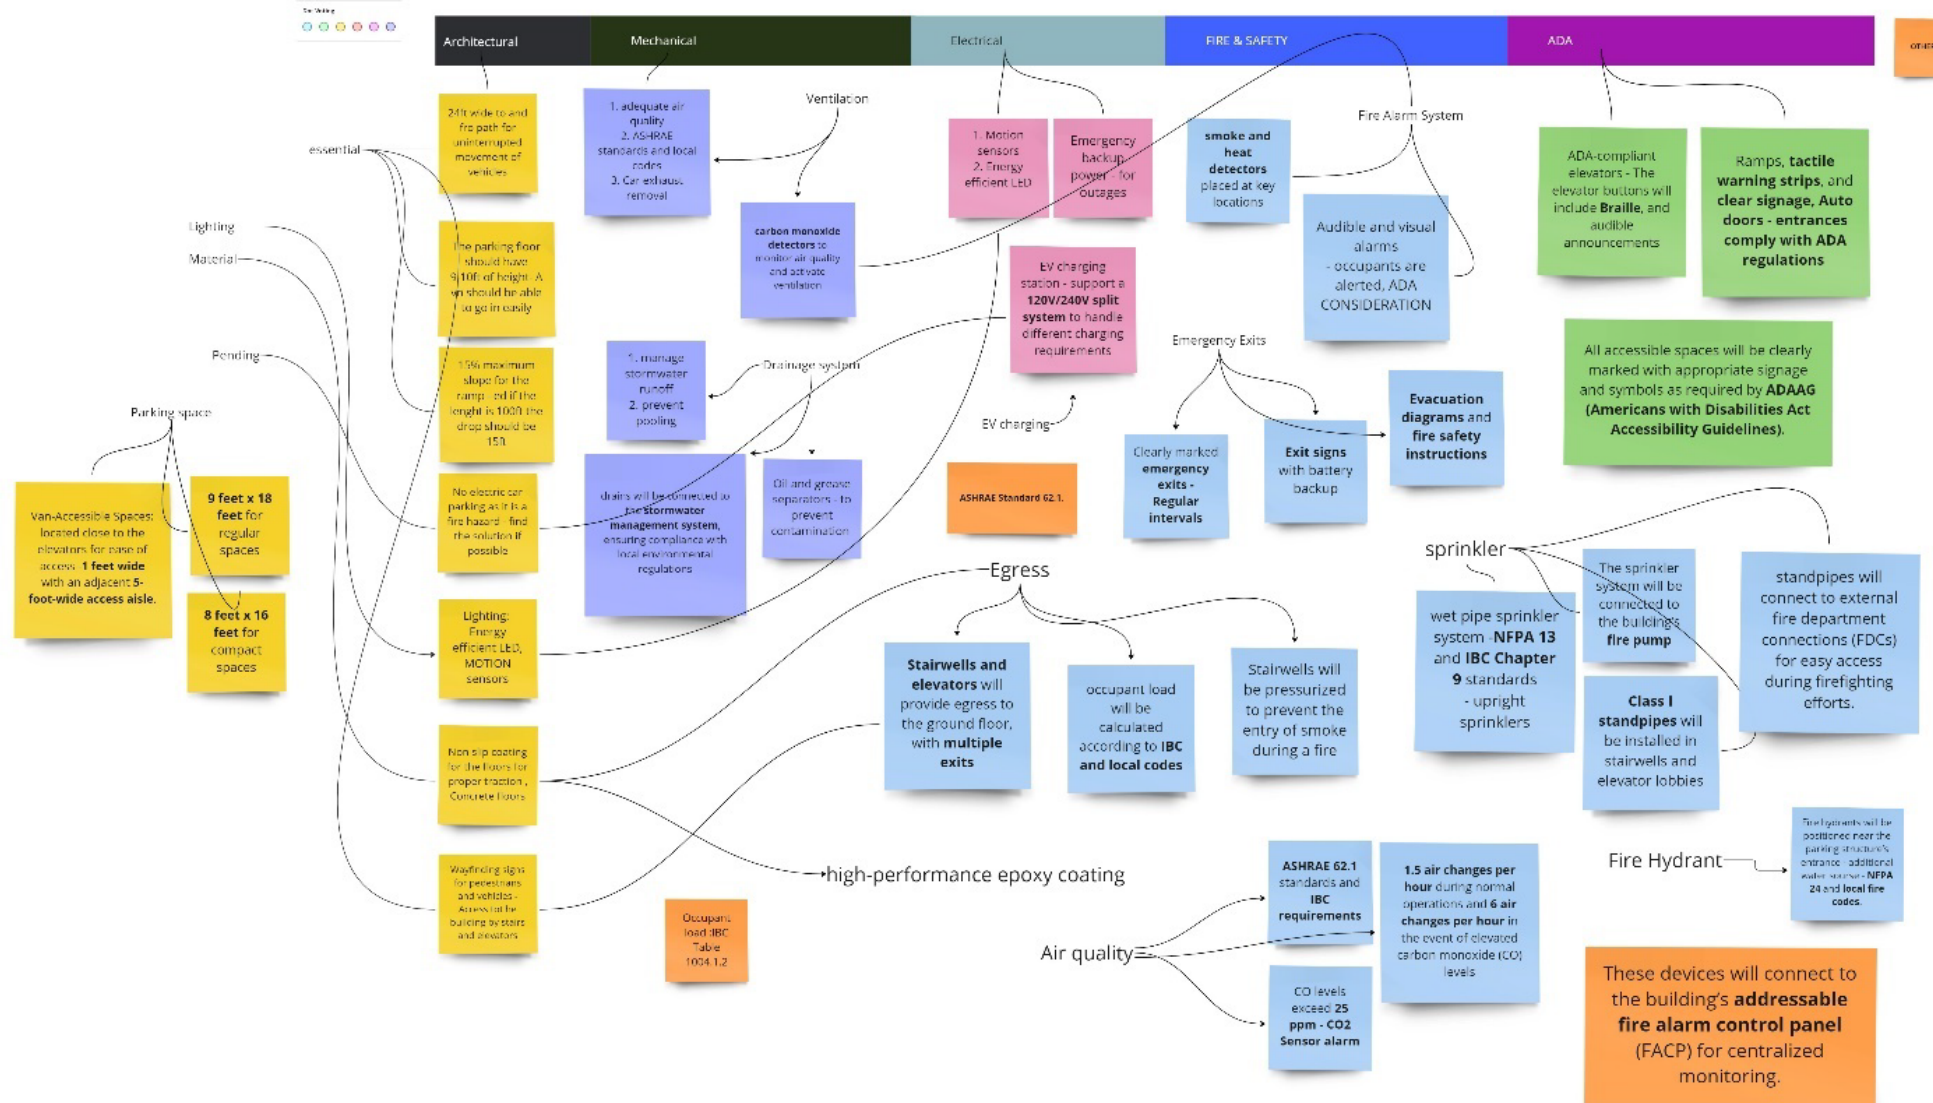 Architectural
Mechanical
Electrical
FIRE & SAFETY
ADA
24ft wide to and
fro path for
uninterrupted
movement of
vehicles
essential
1. adequate air
quality
2. ASHRAE
standards and local
codes
3. Car exhaust
removal
Ventilation
carbon monoxide
detectors to
monitor air quality
and activate
ventilation
1. Motion
sensors
2. Energy
efficient LED
Emergency
backup
power - for
outages
smoke and
heat
detectors
placed at key
locations
Fire Alarm System
Audible and visual
alarms
- occupants are
alerted, ADA
CONSIDERATION
ADA-compliant
elevators - The
elevator buttons will
include Braille, and
audible
announcements
Ramps, tactile
warning strips, and
clear signage, Auto
doors - entrances
comply with ADA
regulations
Lighting
Material
The parking floor
should have
9-10ft of height. A
should be able
to go in easily
EV charging
station - support a
120V/240V split
system to handle
different charging
requirements
EV charging
Pending
15% maximum
slope for the
ramp - if the
lenght is 100ft the
drop should be
15ft
1. manage
stormwater
runoff
2. prevent
pooling
Drainage system
Emergency Exits
Clearly marked
emergency
exits -
Regular
intervals
Exit signs
with battery
backup
Evacuation
diagrams and
fire safety
instructions
All accessible spaces will be clearly
marked with appropriate signage
and symbols as required by ADAAG
(Americans with Disabilities Act
Accessibility Guidelines).
Parking space
Van-Accessible Spaces:
located close to the
elevators for ease of
access. 1 feet wide
with an adjacent 5-
foot-wide access aisle.
9 feet x 18
feet for
regular
spaces
8 feet x 16
feet for
compact
spaces
No electric car
parking as it is a
fire hazard - find
the solution if
possible
drains will be connected to
the stormwater
management system,
ensuring compliance with
local environmental
regulations
Oil and grease
separators - to
prevent
contamination
ASHRAE Standard 62.1.
Lighting:
Energy
efficient LED,
MOTION
sensors
Egress
Stairwells and
elevators will
provide egress to
the ground floor,
with multiple
exits
occupant load
will be
calculated
according to IBC
and local codes
Stairwells will
be pressurized
to prevent the
entry of smoke
during a fire
sprinkler
wet pipe sprinkler
system -NFPA 13
and IBC Chapter
9 standards
- upright
sprinklers
The sprinkler
system will be
connected to
the building's
fire pump
Class I
standpipes will
be installed in
stairwells and
elevator lobbies
standpipes will
connect to external
fire department
connections (FDCs)
for easy access
during firefighting
efforts.
Non slip coating
for the floors for
proper traction ,
Concrete floors
high-performance epoxy coating
Wayfinding signs
for pedestrians
and vehicles -
Access tot he
building by stairs
and elevators
Occupant
load :IBC
Table
1004.1.2
Air quality
ASHRAE 62.1
standards and
IBC
requirements
1.5 air changes per
hour during normal
operations and 6 air
changes per hour in
the event of elevated
carbon monoxide (CO)
levels
CO levels
exceed 25
ppm - CO2
Sensor alarm
Fire Hydrant
Fire hydrants will be
positioned near the
parking structure's
entrance - additional
water source - NFPA
24 and local fire
codes.
These devices will connect to
the building's addressable
fire alarm control panel
(FACP) for centralized
monitoring.